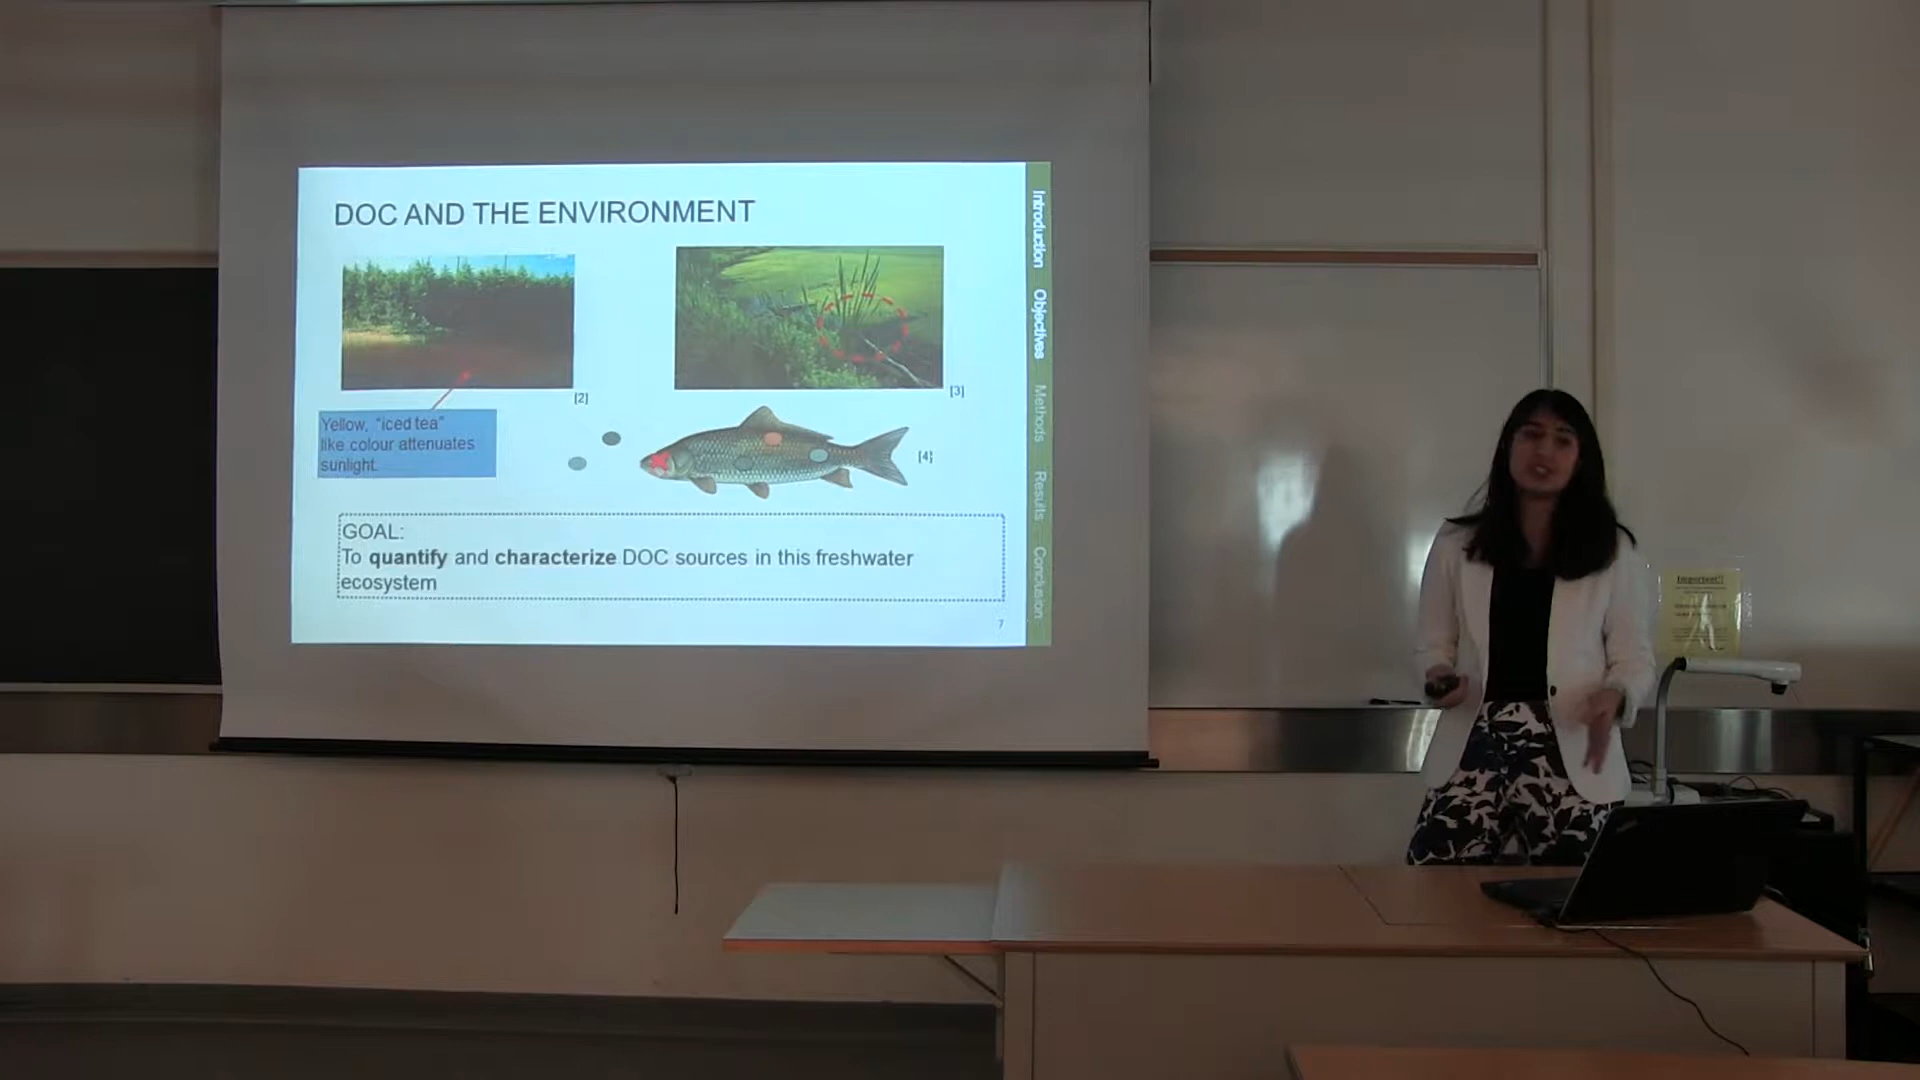 DOC AND THE ENVIRONMENT
[2]
[3]
Yellow, "iced tea"
like colour attenuates
sunlight.
[4]
GOAL:
To quantify and characterize DOC sources in this freshwater
ecosystem
7
Introduction
Objectives
Methods
Results
Conclusion
Important!!